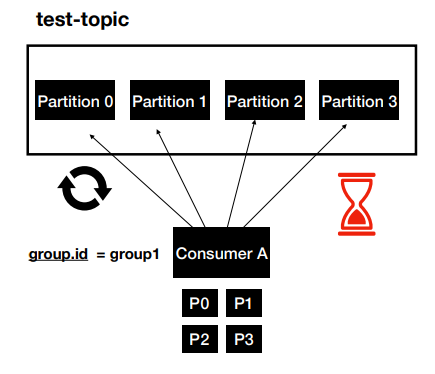 test-topic
Partition 0 Partition 1 Partition 2 Partition 3
group.id = group1 Consumer A
P0 P1
P2 P3